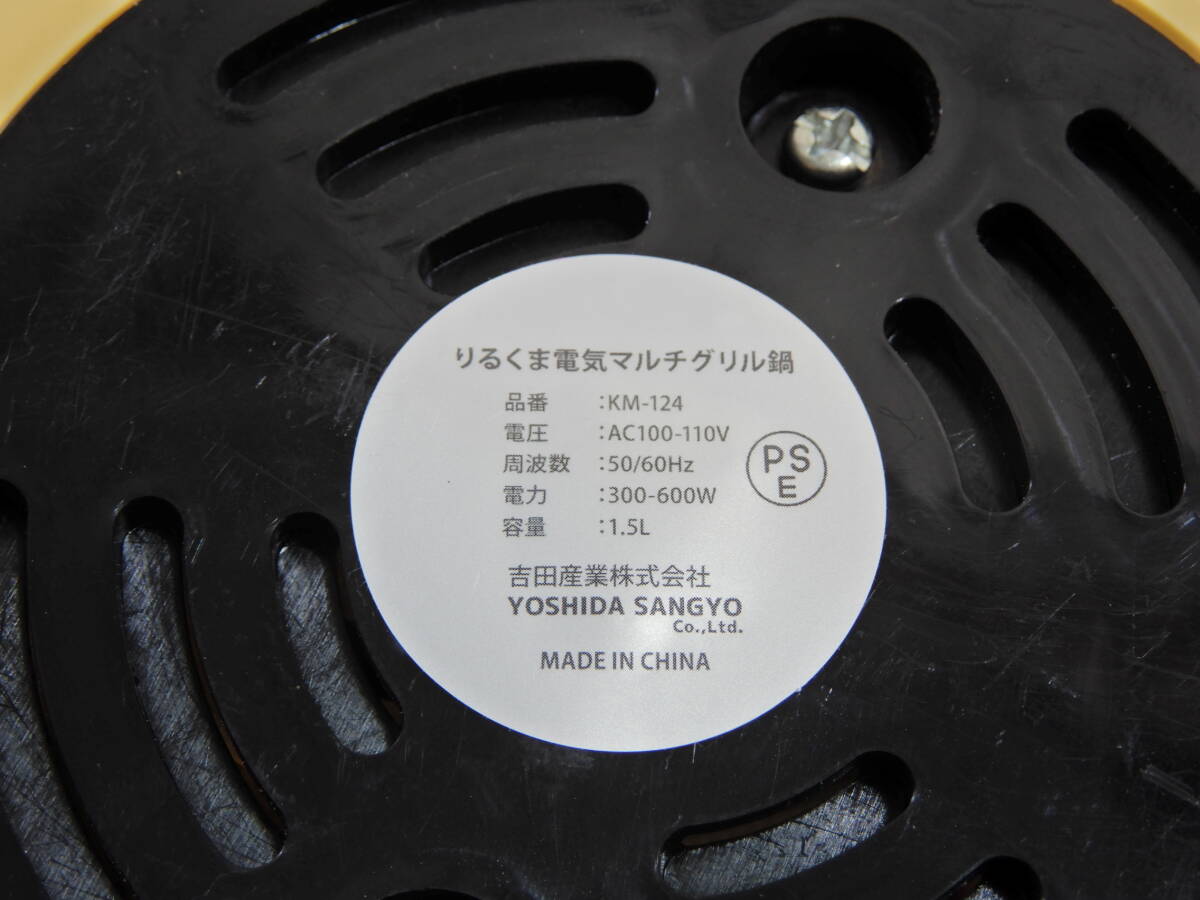 りるくま電気マルチグリル鍋
品番 :KM-124
電圧 :AC100-110V
周波数 :50/60Hz
電力 :300-600W
容量 :1.5L
PS
E
吉田産業株式会社
YOSHIDA SANGYO
Co.,Ltd.
MADE IN CHINA